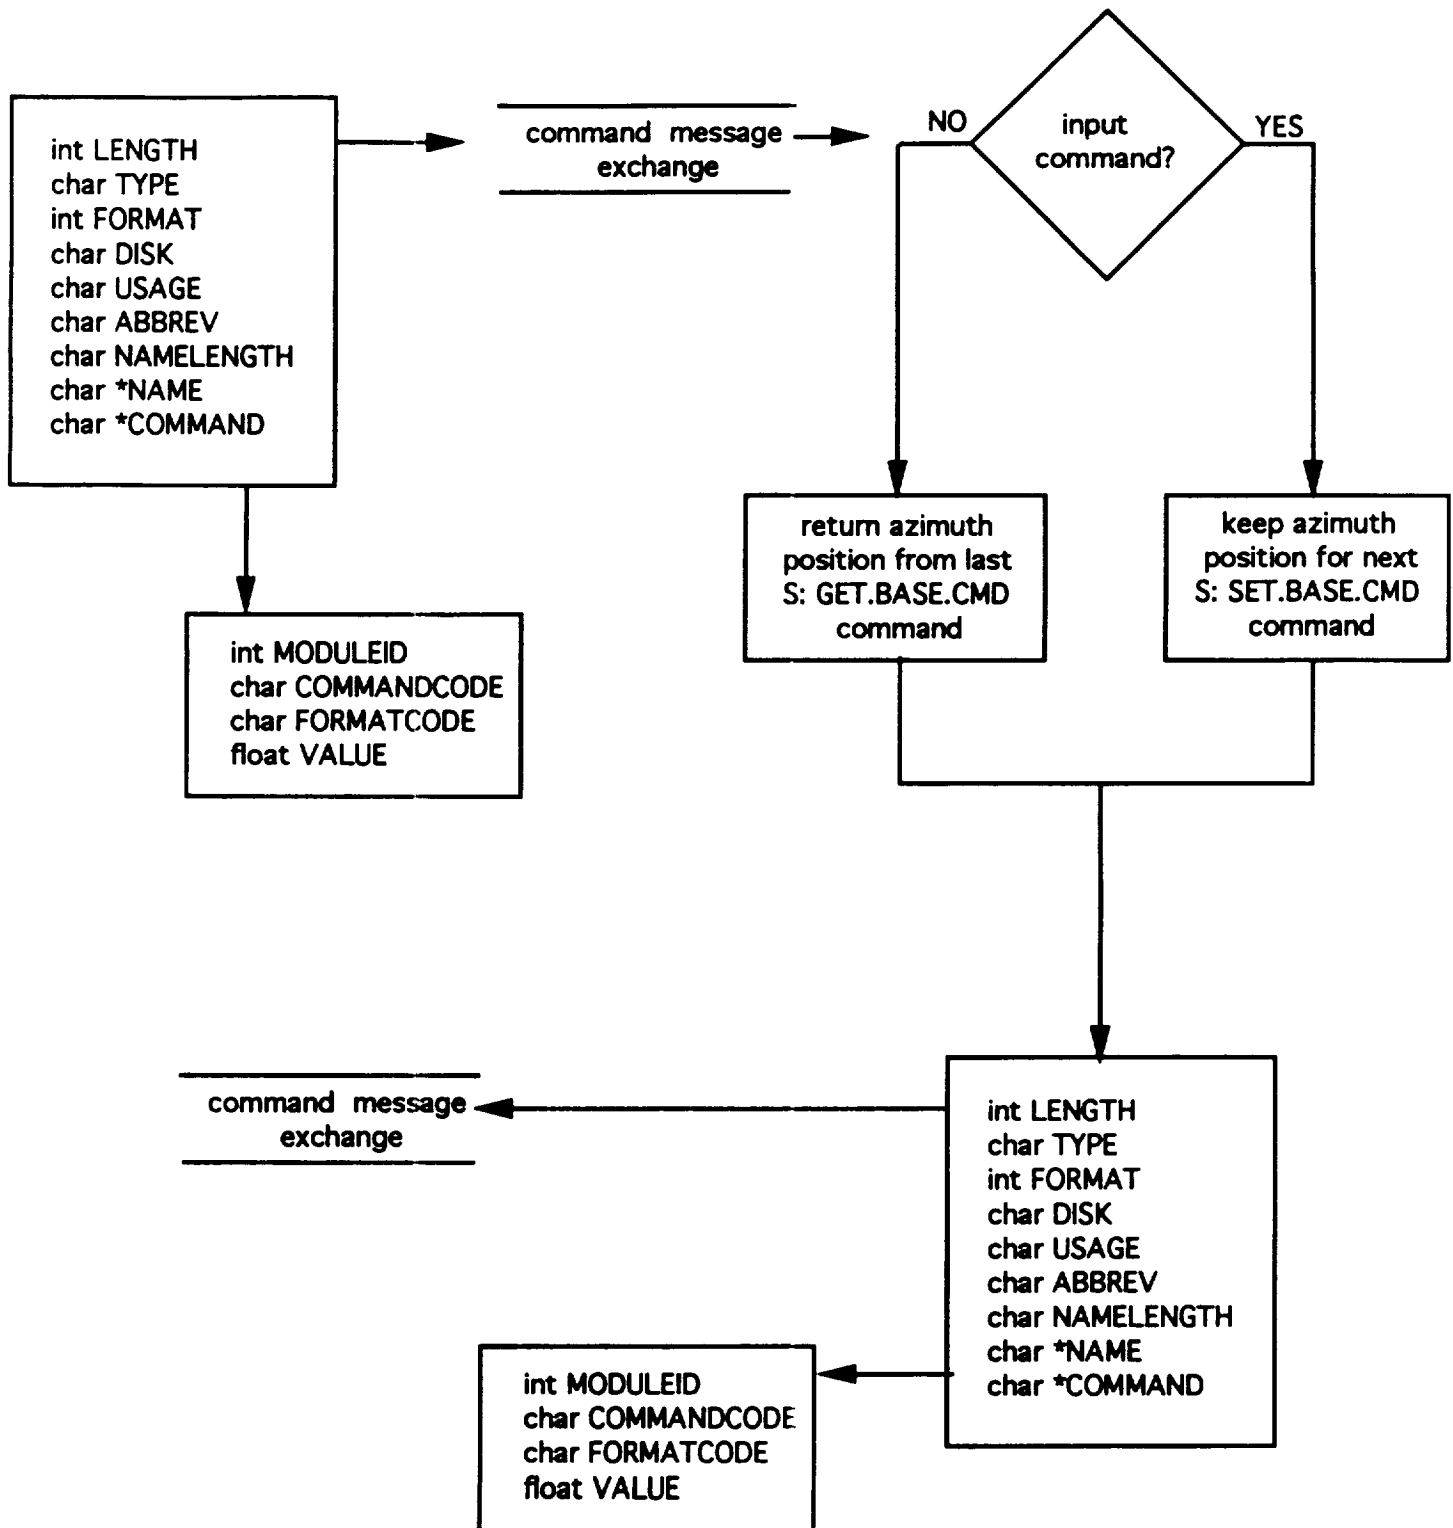 int LENGTH
char TYPE
int FORMAT
char DISK
char USAGE
char ABBREV
char NAMELENGTH
char *NAME
char *COMMAND
command message
exchange
NO
input
command?
YES
int MODULEID
char COMMANDCODE
char FORMATCODE
float VALUE
return azimuth
position from last
S: GET.BASE.CMD
command
keep azimuth
position for next
S: SET.BASE.CMD
command
command message
exchange
int LENGTH
char TYPE
int FORMAT
char DISK
char USAGE
char ABBREV
char NAMELENGTH
char *NAME
char *COMMAND
int MODULEID
char COMMANDCODE
char FORMATCODE
float VALUE